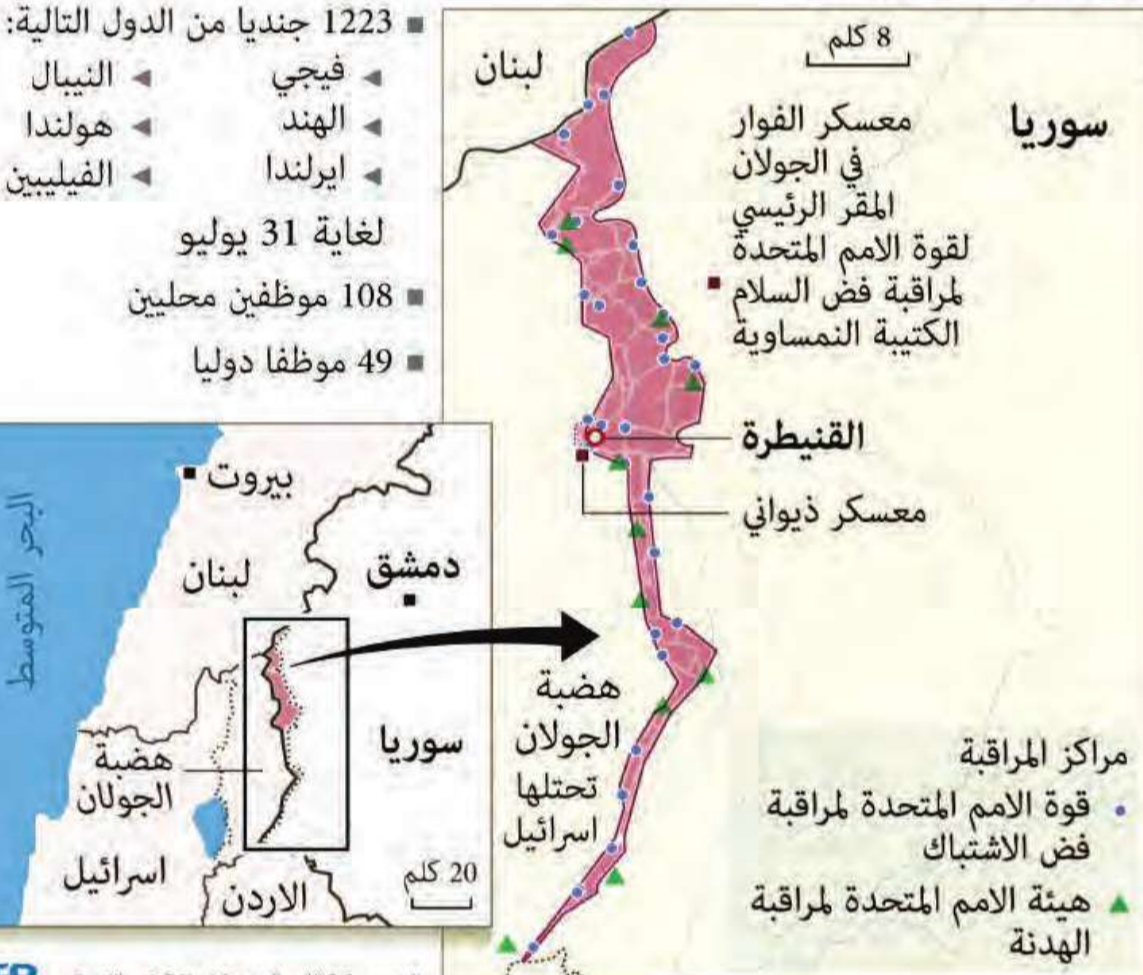 1223 جنديا من الدول التالية:
فيجي
النيبال
الهند
هولندا
ايرلندا
الفيليبين
لغاية 31 يوليو
108 موظفين محليين
49 موظفا دوليا
لبنان
8 كلم
سوريا
معسكر الفوار
في الجولان
المقر الرئيسي
لقوة الامم المتحدة
لمراقبة فض السلام
الكتيبة النمساوية
القنيطرة
معسكر ذيواني
هضبة
الجولان
تحتلها
اسرائيل
مراكز المراقبة
قوة الامم المتحدة لمراقبة
فض الاشتباك
هيئة الامم المتحدة لمراقبة
الهدنة
البحر المتوسط
بيروت
لبنان
دمشق
سوريا
هضبة
الجولان
اسرائيل
الاردن
20 كلم